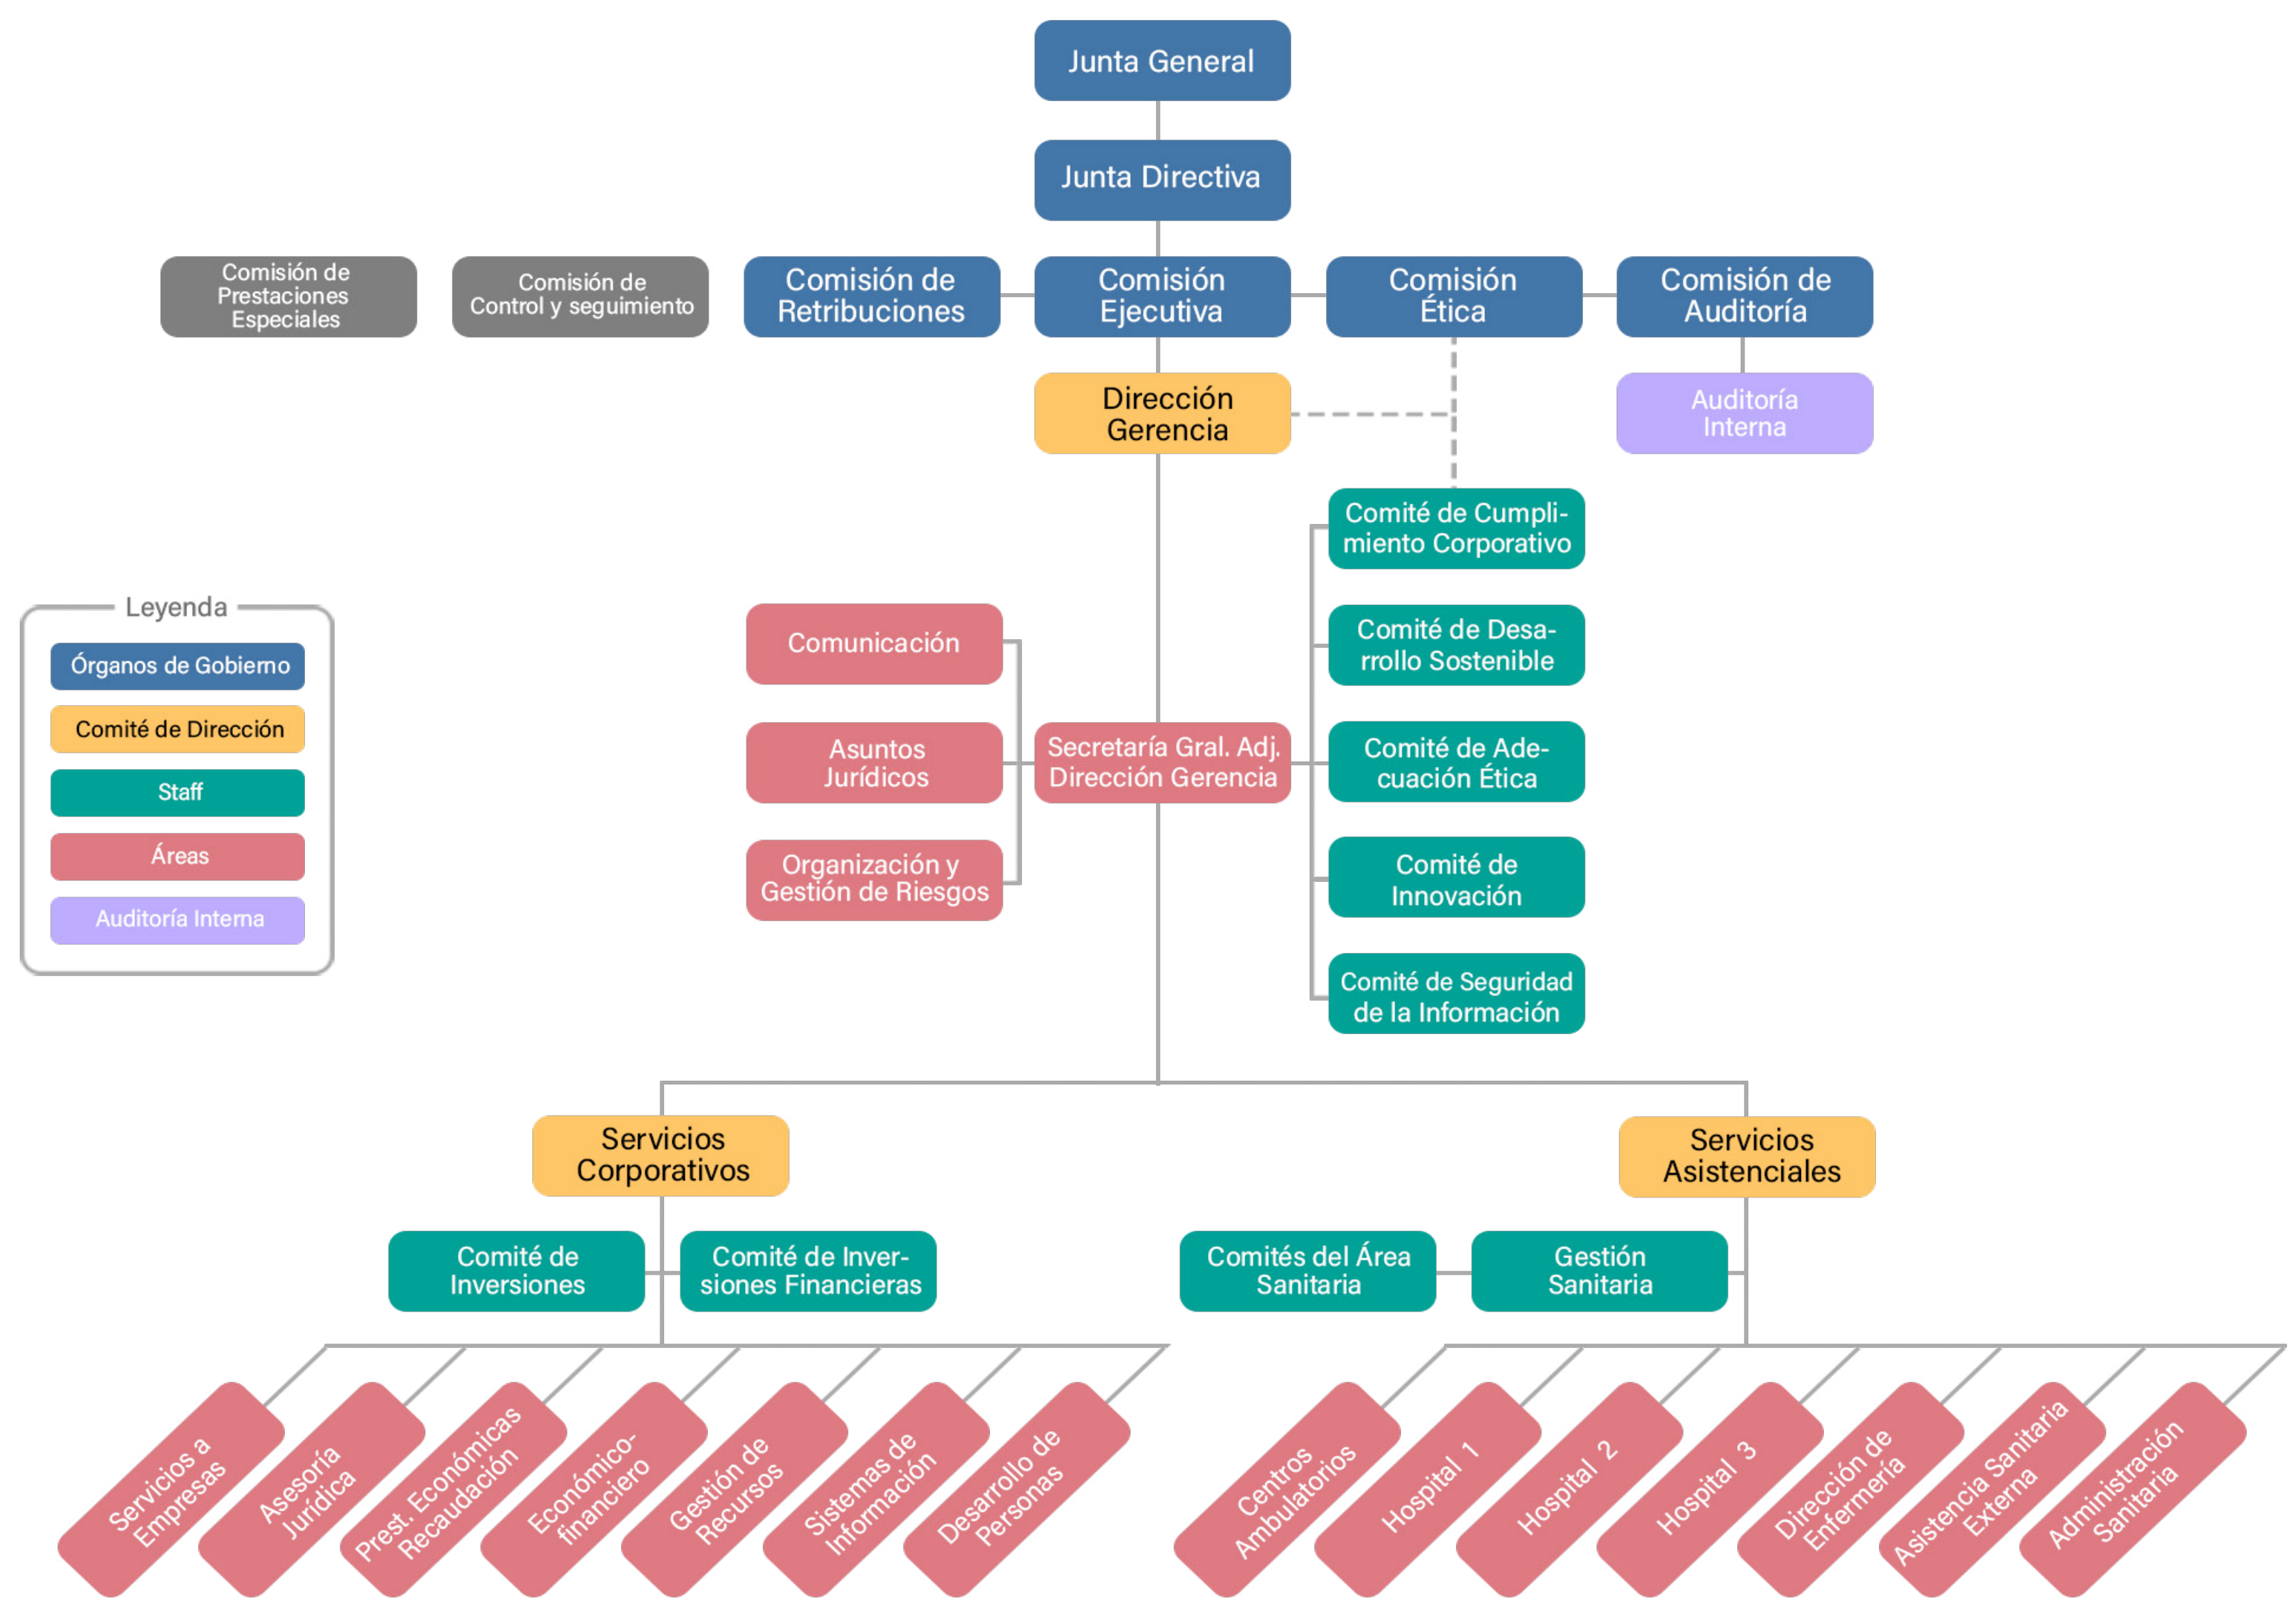 Junta General
Junta Directiva
Comisión de
Prestaciones
Especiales
Comisión de
Control y seguimiento
Comisión de
Retribuciones
Comisión
Ejecutiva
Comisión
Ética
Comisión de
Auditoría
Dirección
Gerencia
Auditoría
Interna
Comité de Cumpli-
miento Corporativo
Leyenda
Órganos de Gobierno
Comité de Dirección
Staff
Áreas
Auditoría Interna
Comunicación
Asuntos
Jurídicos
Organización y
Gestión de Riesgos
Secretaría Gral. Adj.
Dirección Gerencia
Comité de Desa-
rrollo Sostenible
Comité de Ade-
cuación Ética
Comité de
Innovación
Comité de Seguridad
de la Información
Servicios
Corporativos
Servicios
Asistenciales
Comité de
Inversiones
Comité de Inver-
siones Financieras
Comités del Área
Sanitaria
Gestión
Sanitaria
Servicios a
Empresas
Asesoría
Jurídica
Prest. Económicas
Recaudación
Económico-
financiero
Gestión de
Recursos
Sistemas de
Información
Desarrollo de
Personas
Centros
Ambulatorios
Hospital 1
Hospital 2
Hospital 3
Dirección de
Enfermería
Asistencia Sanitaria
Externa
Administración
Sanitaria